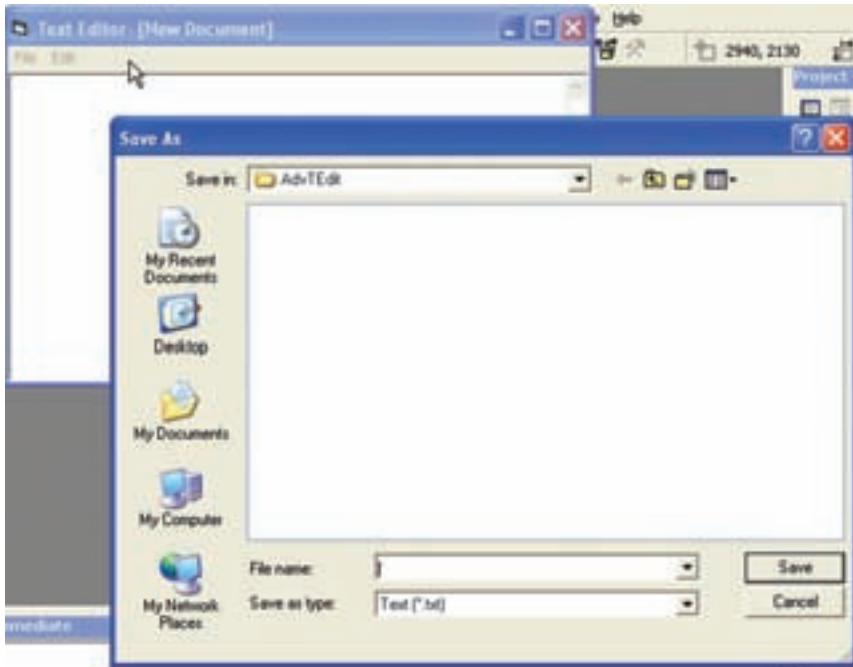 Text Editor - [New Document]
Help
File Edit
2940, 2130
Project
Save As
Save in: AdvTEdit
My Recent
Documents
Desktop
My Documents
My Computer
My Network
Places
File name:
Save
Save as type: Text (*.txt)
Cancel
mmediate